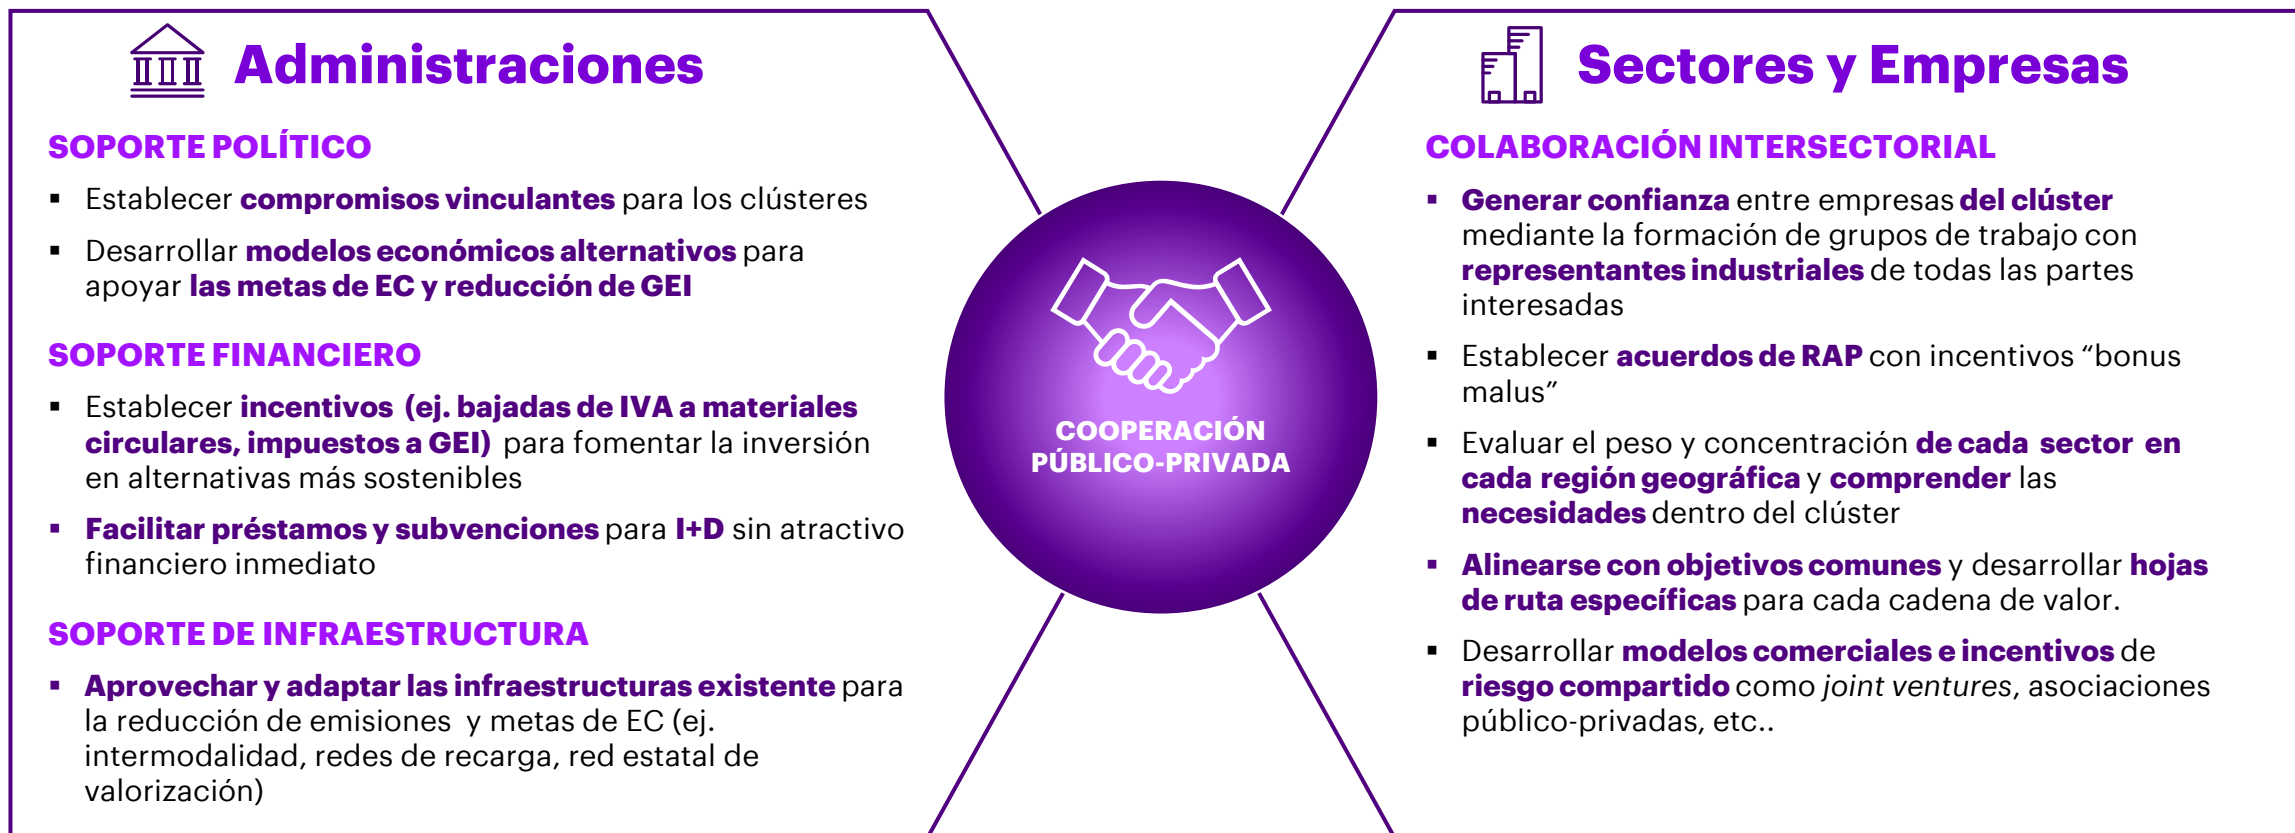 Administraciones
SOPORTE POLÍTICO
▪ Establecer compromisos vinculantes para los clústeres
▪ Desarrollar modelos económicos alternativos para
apoyar las metas de EC y reducción de GEI
SOPORTE FINANCIERO
▪ Establecer incentivos (ej. bajadas de IVA a materiales
circulares, impuestos a GEI) para fomentar la inversión
en alternativas más sostenibles
▪ Facilitar préstamos y subvenciones para I+D sin atractivo
financiero inmediato
SOPORTE DE INFRAESTRUCTURA
▪ Aprovechar y adaptar las infraestructuras existente para
la reducción de emisiones y metas de EC (ej.
intermodalidad, redes de recarga, red estatal de
valorización)
COOPERACIÓN
PÚBLICO-PRIVADA
Sectores y Empresas
COLABORACIÓN INTERSECTORIAL
▪ Generar confianza entre empresas del clúster
mediante la formación de grupos de trabajo con
representantes industriales de todas las partes
interesadas
▪ Establecer acuerdos de RAP con incentivos “bonus
malus”
▪ Evaluar el peso y concentración de cada sector en
cada región geográfica y comprender las
necesidades dentro del clúster
▪ Alinearse con objetivos comunes y desarrollar hojas
de ruta específicas para cada cadena de valor.
▪ Desarrollar modelos comerciales e incentivos de
riesgo compartido como joint ventures, asociaciones
público-privadas, etc..